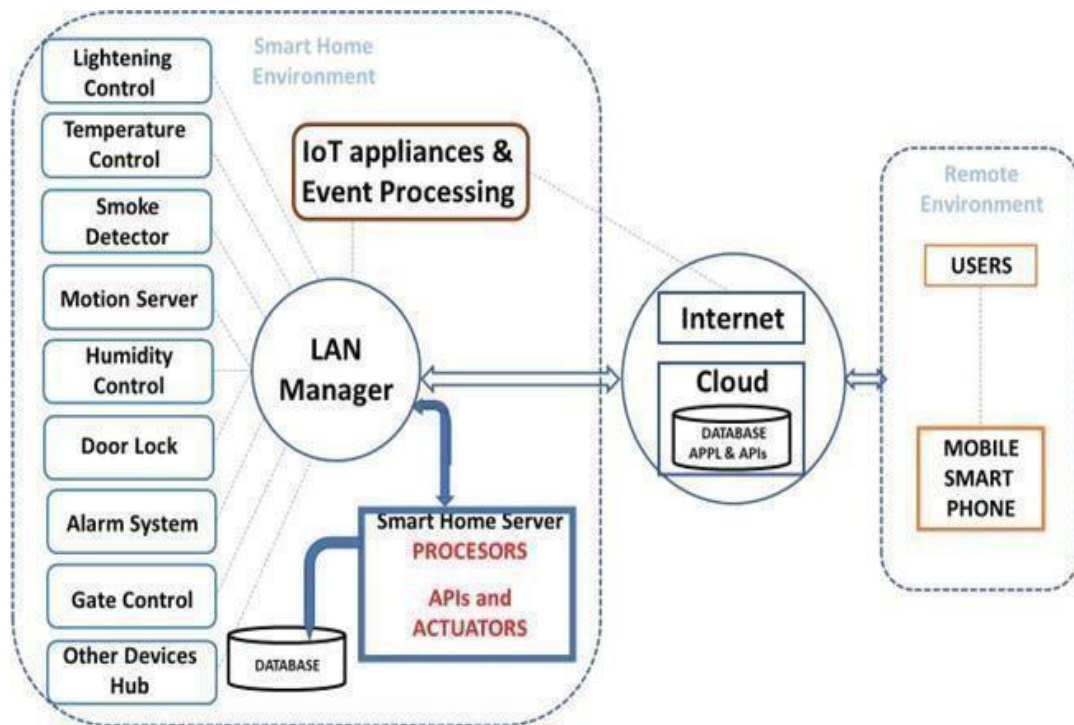 Smart Home
Environment
Lightening
Control
Temperature
Control
Smoke
Detector
Motion Server
Humidity
Control
Door Lock
Alarm System
Gate Control
Other Devices
Hub
IoT appliances &
Event Processing
LAN
Manager
Smart Home Server
PROCESORS
APIs and
ACTUATORS
DATABASE
Internet
Cloud
DATABASE
APPL & APIs
Remote
Environment
USERS
MOBILE
SMART
PHONE